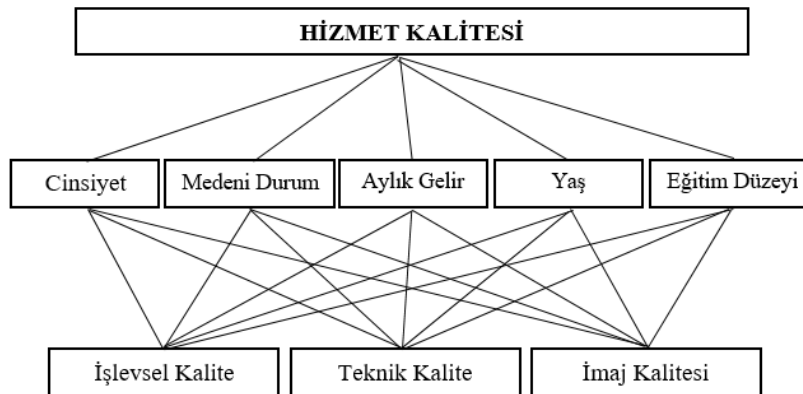 HİZMET KALİTESİ
Cinsiyet
Medeni Durum
Aylık Gelir
Yaş
Eğitim Düzeyi
İşlevsel Kalite
Teknik Kalite
İmaj Kalitesi